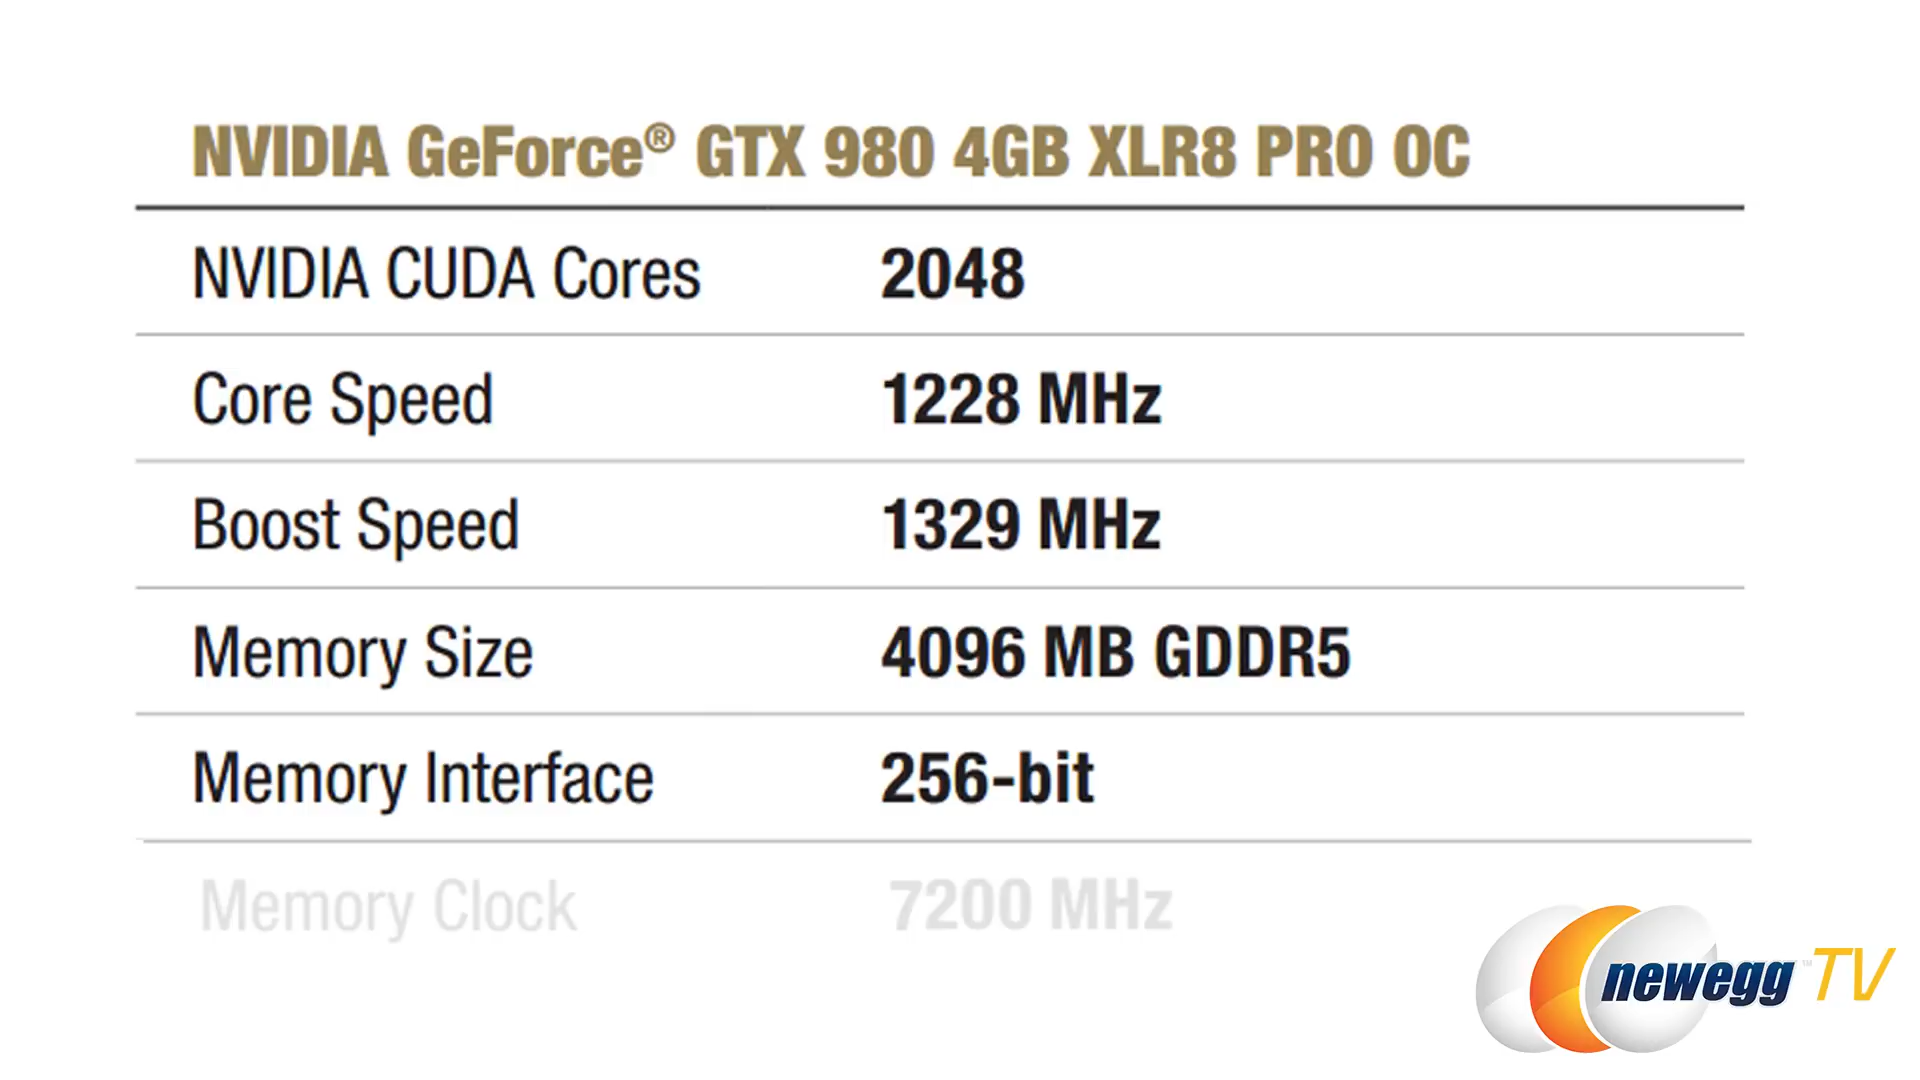 NVIDIA GeForce® GTX 980 4GB XLR8 PRO OC
NVIDIA CUDA Cores 2048
Core Speed 1228 MHz
Boost Speed 1329 MHz
Memory Size 4096 MB GDDR5
Memory Interface 256-bit
Memory Clock 7200 MHz
newegg™ TV